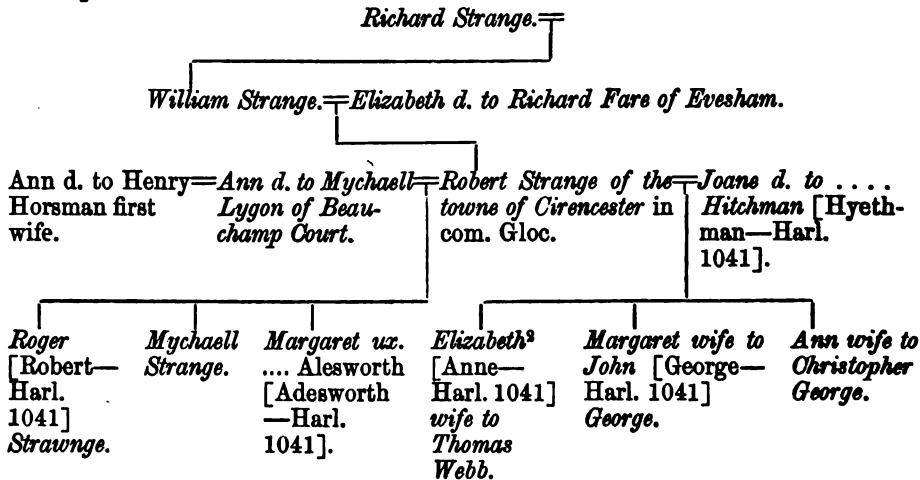 Richard Strange.=
William Strange.=Elizabeth d. to Richard Fare of Evesham.
Ann d. to Henry=
Horsman first
wife.
Ann d. to Mychaell=
Lygon of Beau-
champ Court.
Robert Strange of the=
towne of Cirencester in
com. Gloc.
Joane d. to ....
Hitchman [Hyeth-
man—Harl.
1041].
Roger
[Robert—
Harl.
1041]
Strawnge.
Mychaell
Strange.
Margaret ux.
.... Alesworth
[Adesworth
—Harl.
1041].
Elizabeth²
[Anne—
Harl. 1041]
wife to
Thomas
Webb.
Margaret wife to
John [George—
Harl. 1041]
George.
Ann wife to
Christopher
George.